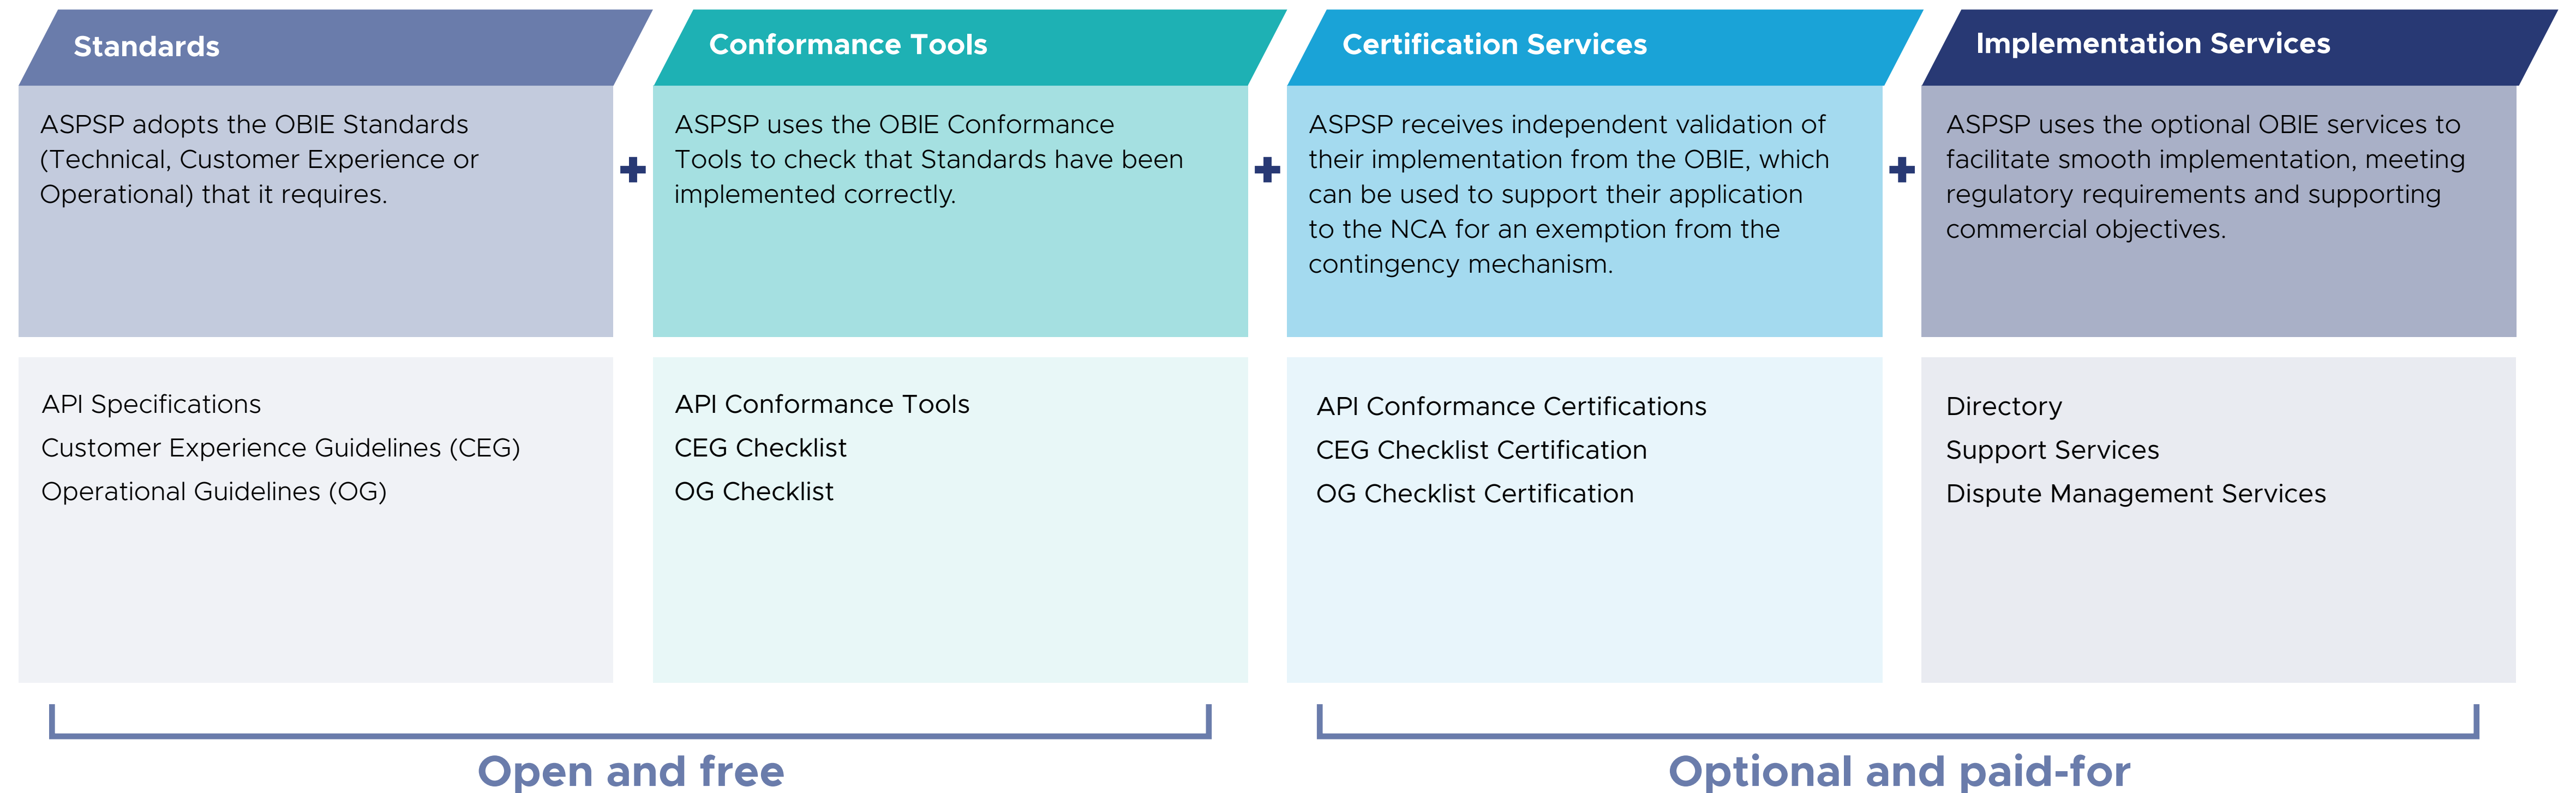 Standards
ASPSP adopts the OBIE Standards
(Technical, Customer Experience or
Operational) that it requires.
API Specifications
Customer Experience Guidelines (CEG)
Operational Guidelines (OG)
Conformance Tools
ASPSP uses the OBIE Conformance
Tools to check that Standards have been
implemented correctly.
API Conformance Tools
CEG Checklist
OG Checklist
Certification Services
ASPSP receives independent validation of
their implementation from the OBIE, which
can be used to support their application
to the NCA for an exemption from the
contingency mechanism.
API Conformance Certifications
CEG Checklist Certification
OG Checklist Certification
Implementation Services
ASPSP uses the optional OBIE services to
facilitate smooth implementation, meeting
regulatory requirements and supporting
commercial objectives.
Directory
Support Services
Dispute Management Services
Open and free
Optional and paid-for